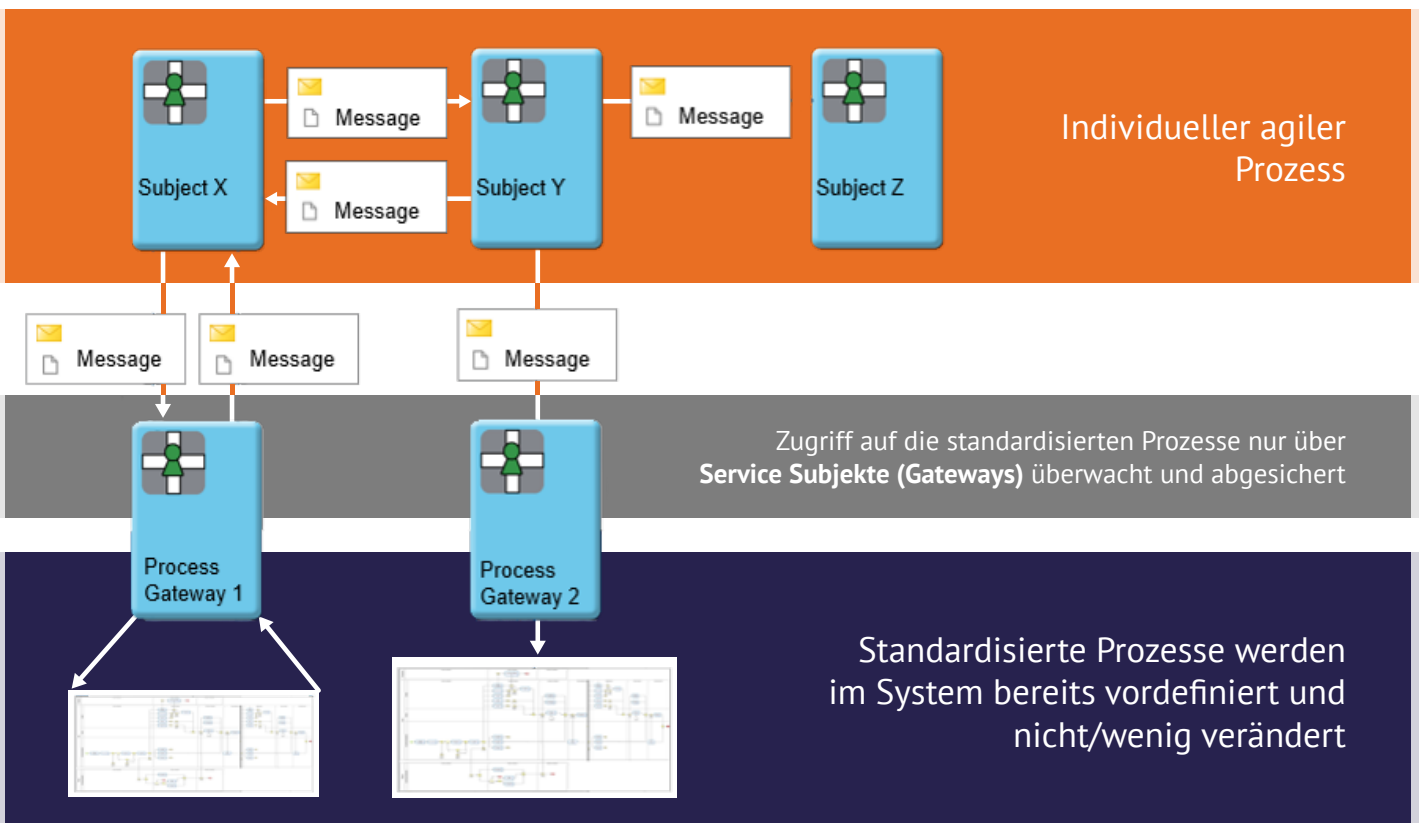 Message
Message
Individueller agiler
Prozess
Subject X
Message
Subject Y
Subject Z
Message
Message
Message
Zugriff auf die standardisierten Prozesse nur über
Service Subjekte (Gateways) überwacht und abgesichert
Process
Gateway 1
Process
Gateway 2
Standardisierte Prozesse werden
im System bereits vordefiniert und
nicht/wenig verändert